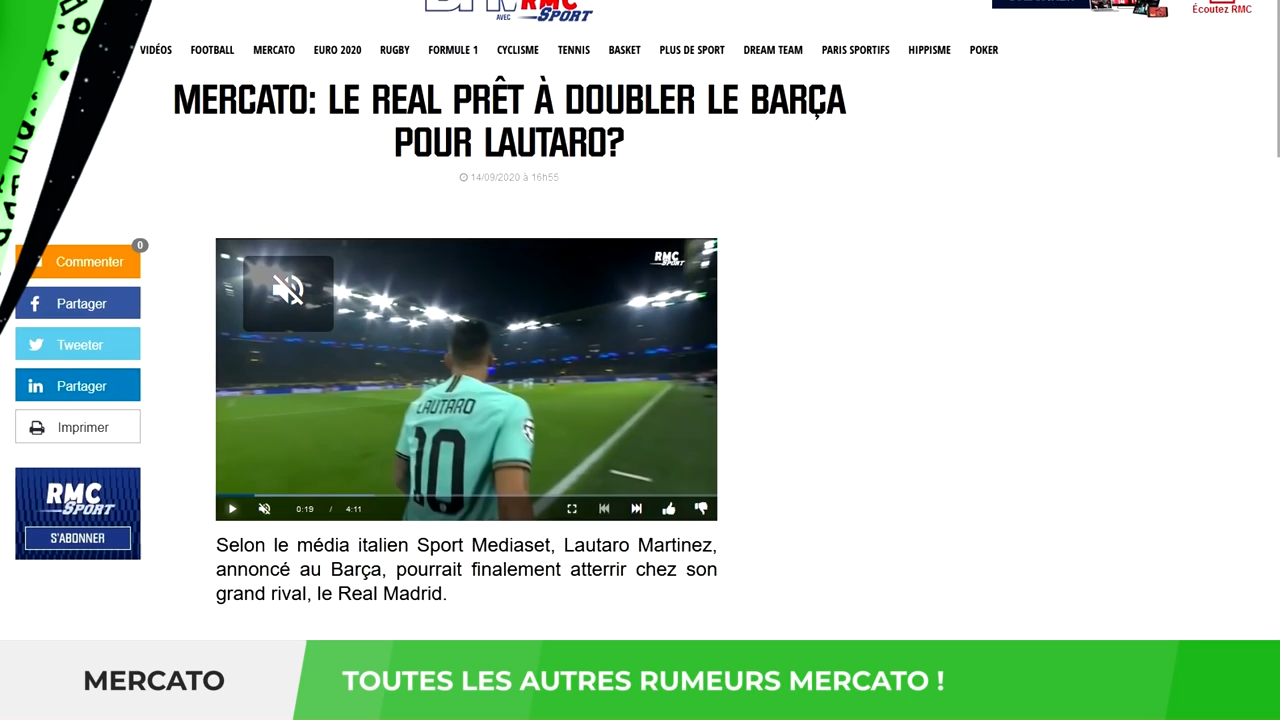 AVEC
RMC
SPORT
Écoutez RMC
VIDÉOS FOOTBALL MERCATO EURO 2020 RUGBY FORMULE 1 CYCLISME TENNIS BASKET PLUS DE SPORT DREAM TEAM PARIS SPORTIFS HIPPISME POKER
MERCATO: LE REAL PRÊT À DOUBLER LE BARÇA
POUR LAUTARO?
14/09/2020 à 16h55
0
Commenter
Partager
Tweeter
Partager
Imprimer
RMC
SPORT
S'ABONNER
RMC
SPORT
LAUTARO
10
0:19 / 4:11
Selon le média italien Sport Mediaset, Lautaro Martinez,
annoncé au Barça, pourrait finalement atterrir chez son
grand rival, le Real Madrid.
MERCATO
TOUTES LES AUTRES RUMEURS MERCATO !